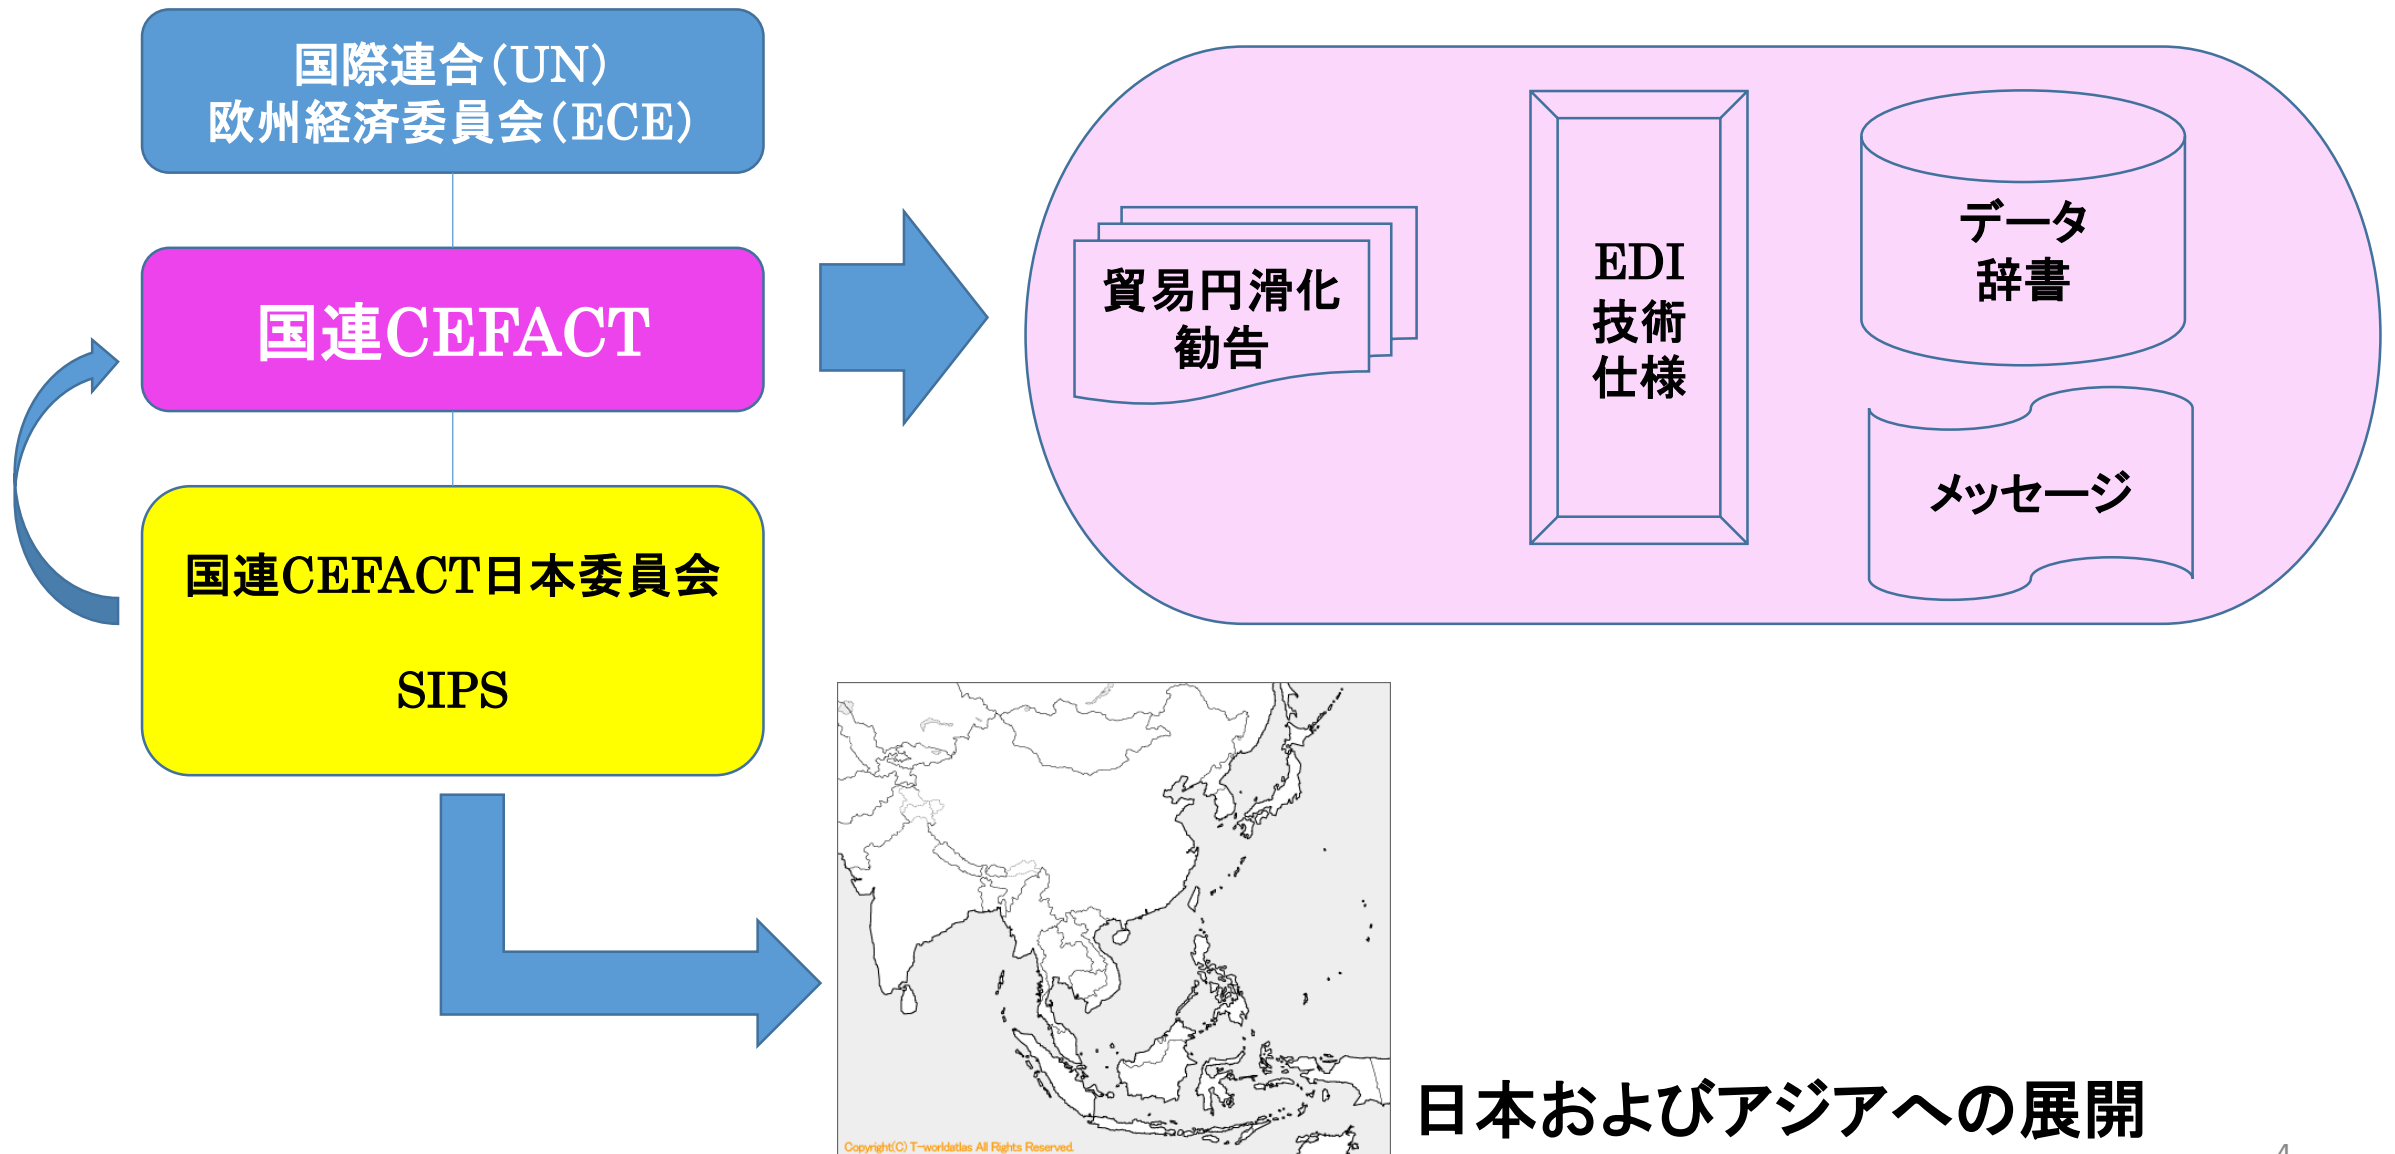 国際連合(UN)
欧州経済委員会(ECE)
国連CEFACT
国連CEFACT日本委員会
SIPS
貿易円滑化
勧告
EDI
技術
仕様
データ
辞書
メッセージ
日本およびアジアへの展開
Copyright(C) T-worldatlas All Rights Reserved.
4